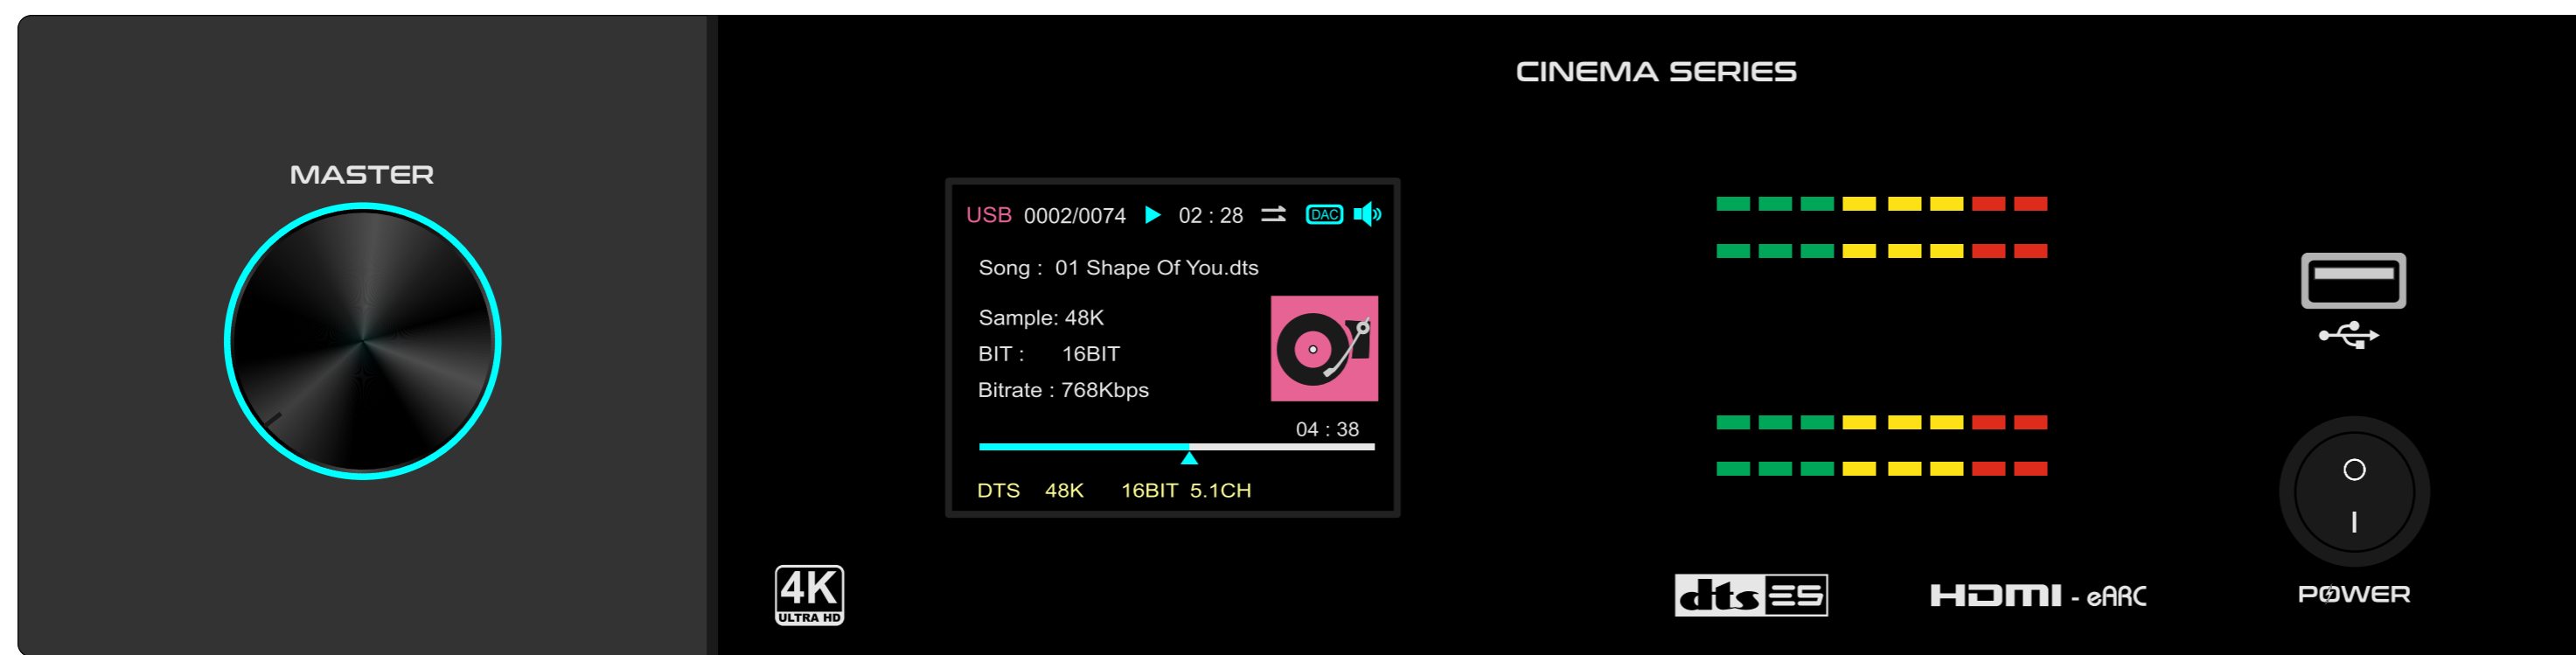 CINEMA SERIES
MASTER
USB 0002/0074 02 : 28 DAC
Song : 01 Shape Of You.dts
Sample: 48K
BIT : 16BIT
Bitrate : 768Kbps
04 : 38
DTS 48K 16BIT 5.1CH
4K
ULTRA HD
dts ES
HDMI - eARC
POWER